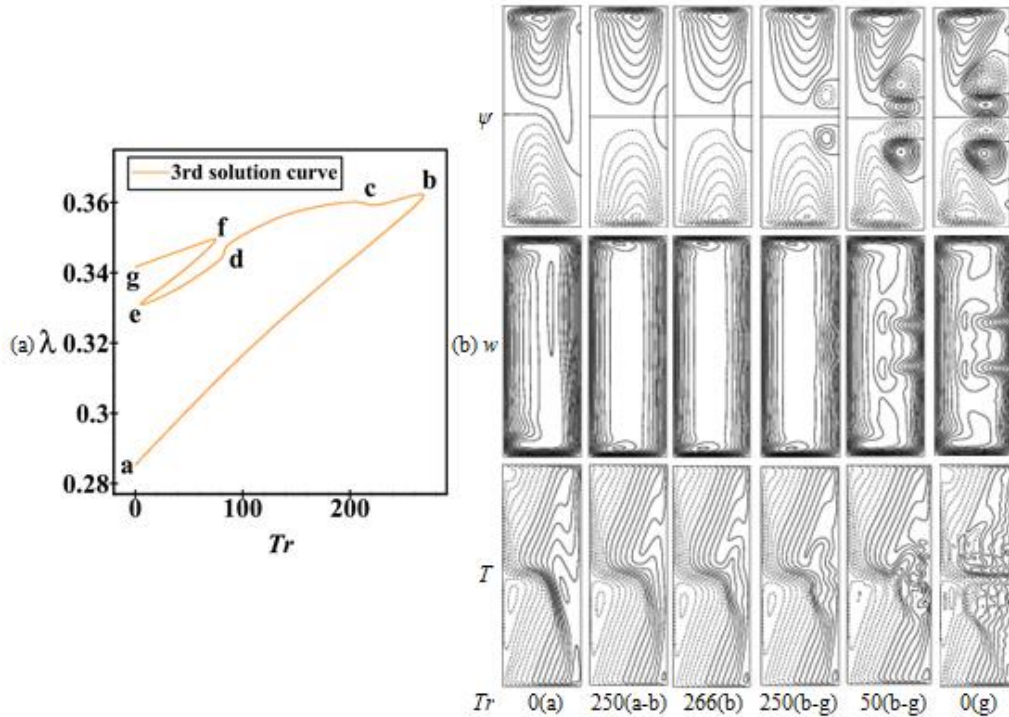 3rd solution curve
b
c
0.36
f
d
g
0.34
e
(a) λ 0.32
0.3
a
0.28
0
100
200
Tr
ψ
(b) w
T
Tr 0(a) 250(a-b) 266(b) 250(b-g) 50(b-g) 0(g)